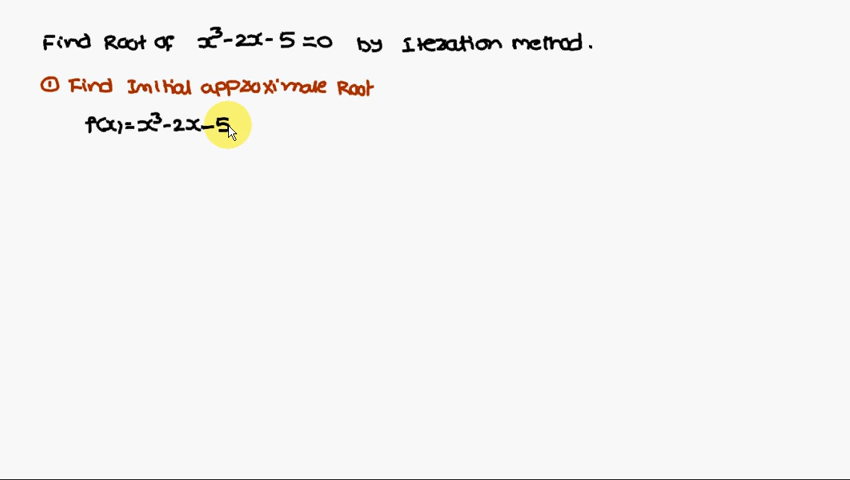 Find Root of x³-2x-5=0 by Iteration method.
① Find Initial approximate Root
f(x)=x³-2x-5